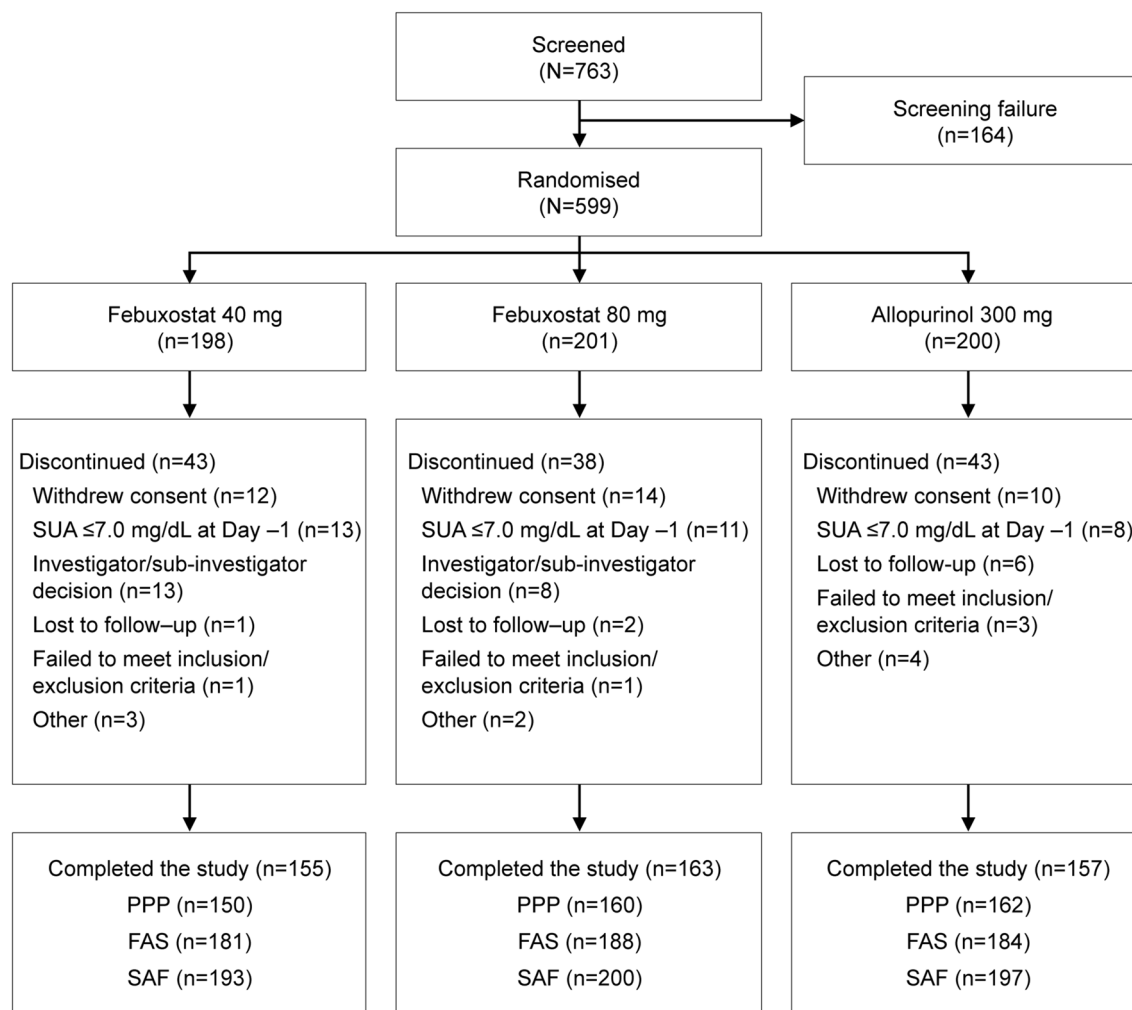 Screened
(N=763)
Screening failure
(n=164)
Randomised
(N=599)
Febuxostat 40 mg
(n=198)
Febuxostat 80 mg
(n=201)
Allopurinol 300 mg
(n=200)
Discontinued (n=43)
Withdrew consent (n=12)
SUA ≤7.0 mg/dL at Day –1 (n=13)
Investigator/sub-investigator
decision (n=13)
Lost to follow–up (n=1)
Failed to meet inclusion/
exclusion criteria (n=1)
Other (n=3)
Discontinued (n=38)
Withdrew consent (n=14)
SUA ≤7.0 mg/dL at Day –1 (n=11)
Investigator/sub-investigator
decision (n=8)
Lost to follow–up (n=2)
Failed to meet inclusion/
exclusion criteria (n=1)
Other (n=2)
Discontinued (n=43)
Withdrew consent (n=10)
SUA ≤7.0 mg/dL at Day –1 (n=8)
Lost to follow-up (n=6)
Failed to meet inclusion/
exclusion criteria (n=3)
Other (n=4)
Completed the study (n=155)
PPP (n=150)
FAS (n=181)
SAF (n=193)
Completed the study (n=163)
PPP (n=160)
FAS (n=188)
SAF (n=200)
Completed the study (n=157)
PPP (n=162)
FAS (n=184)
SAF (n=197)